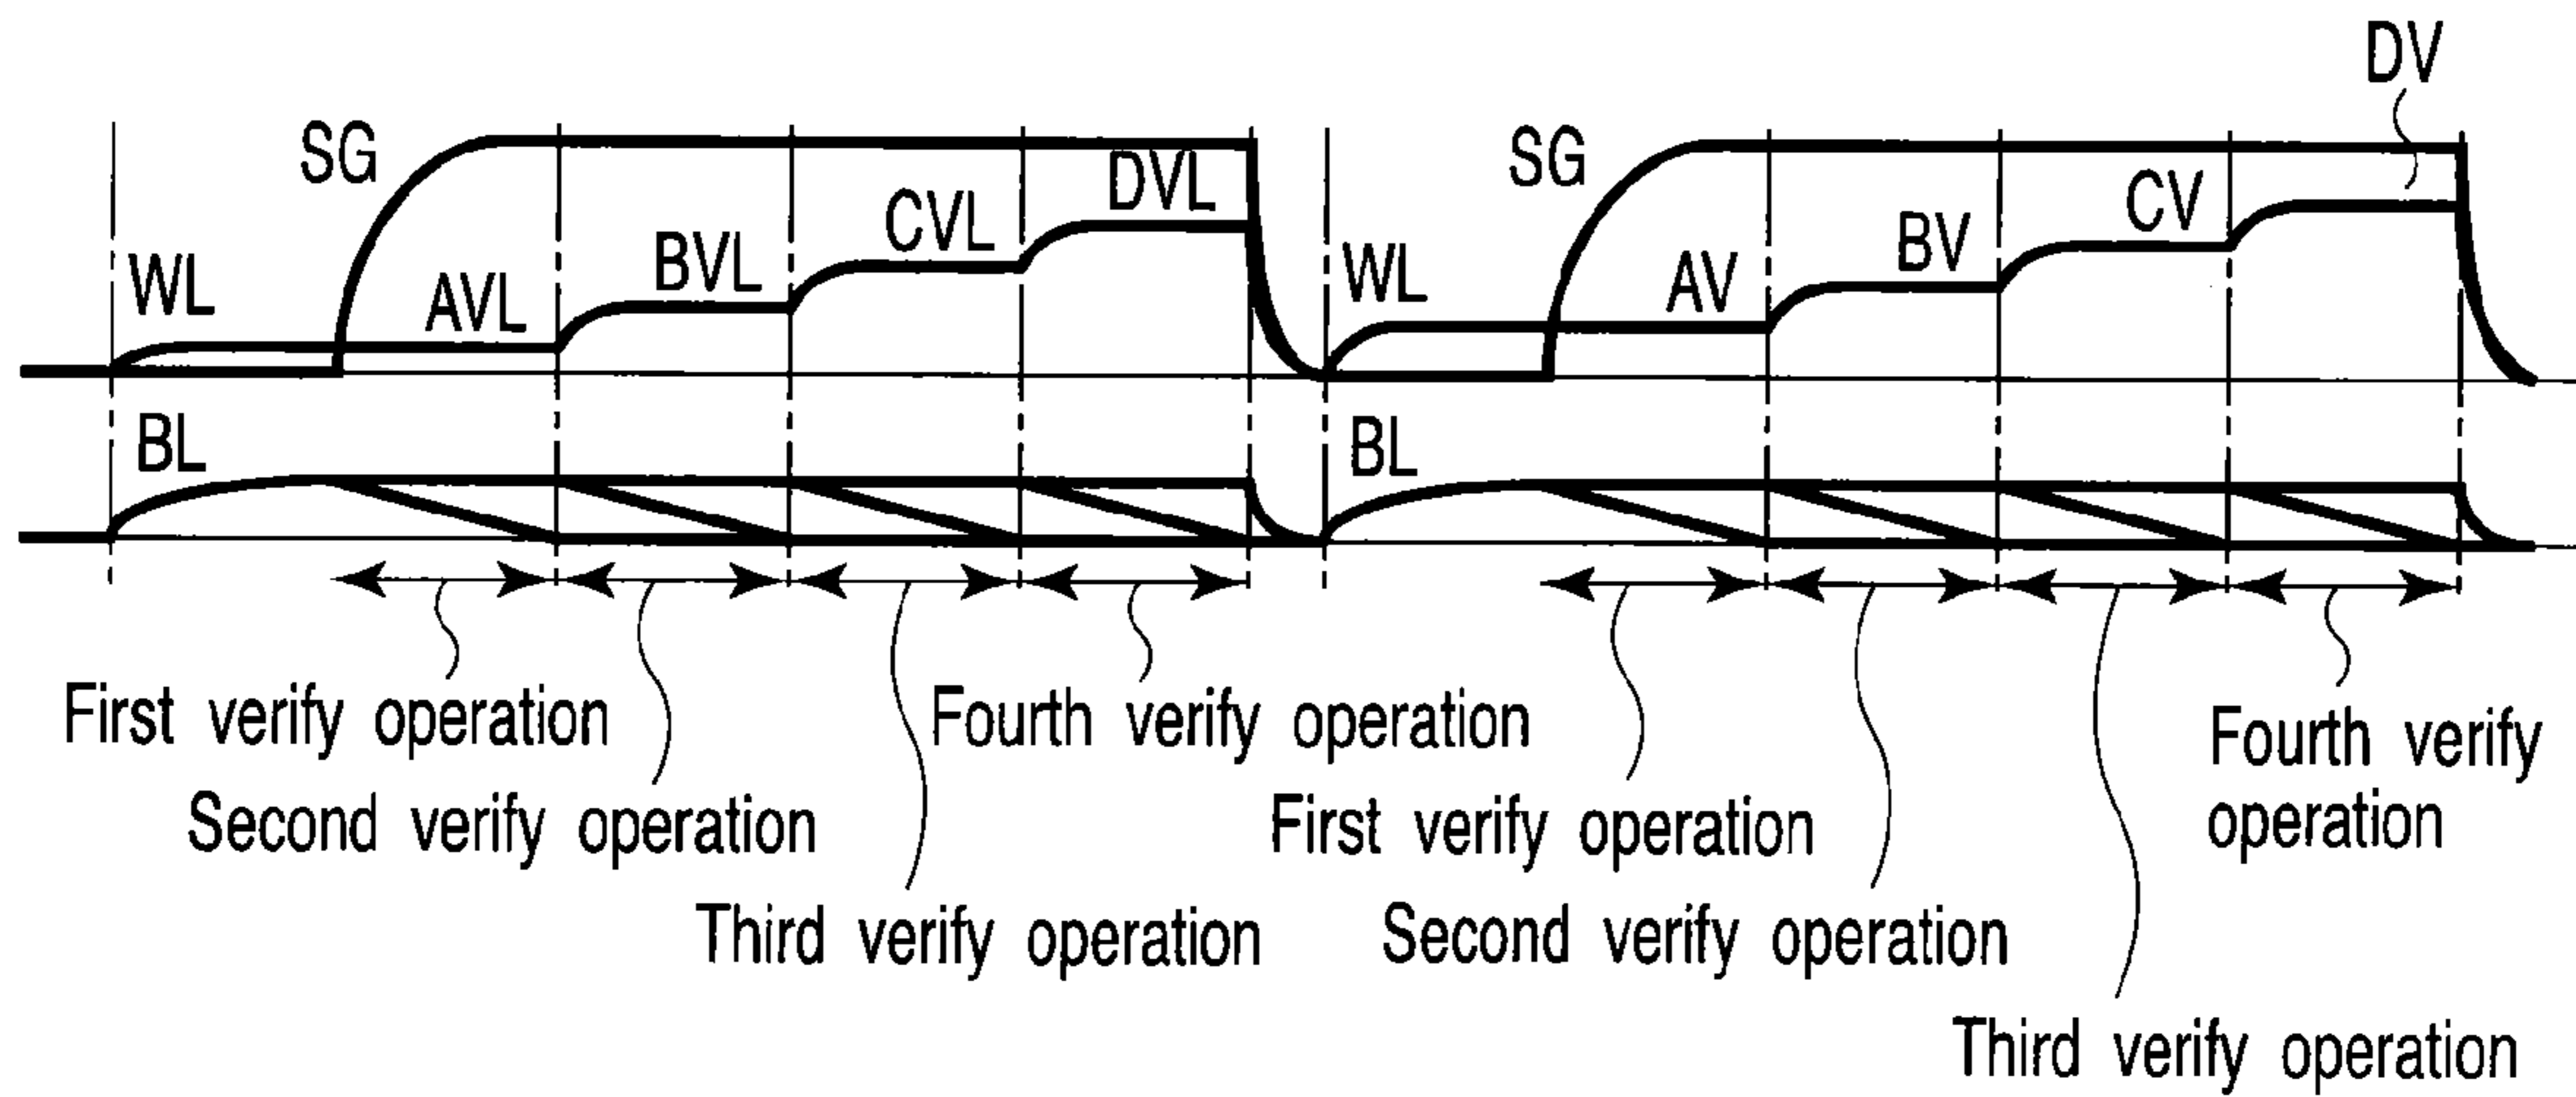 DV
SG
DVL
SG
CVL
CV
BVL
BV
WL
AVL
WL
AV
BL
BL
First verify operation
Fourth verify operation
Fourth verify
operation
Second verify operation
First verify operation
Third verify operation
Second verify operation
Third verify operation